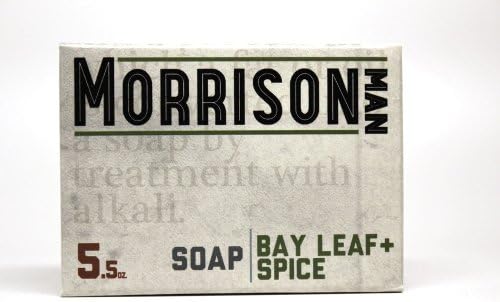 MORRISON
MAN
a soap by
treatment with
alkali.
5.5oz.
SOAP
BAY LEAF+
SPICE